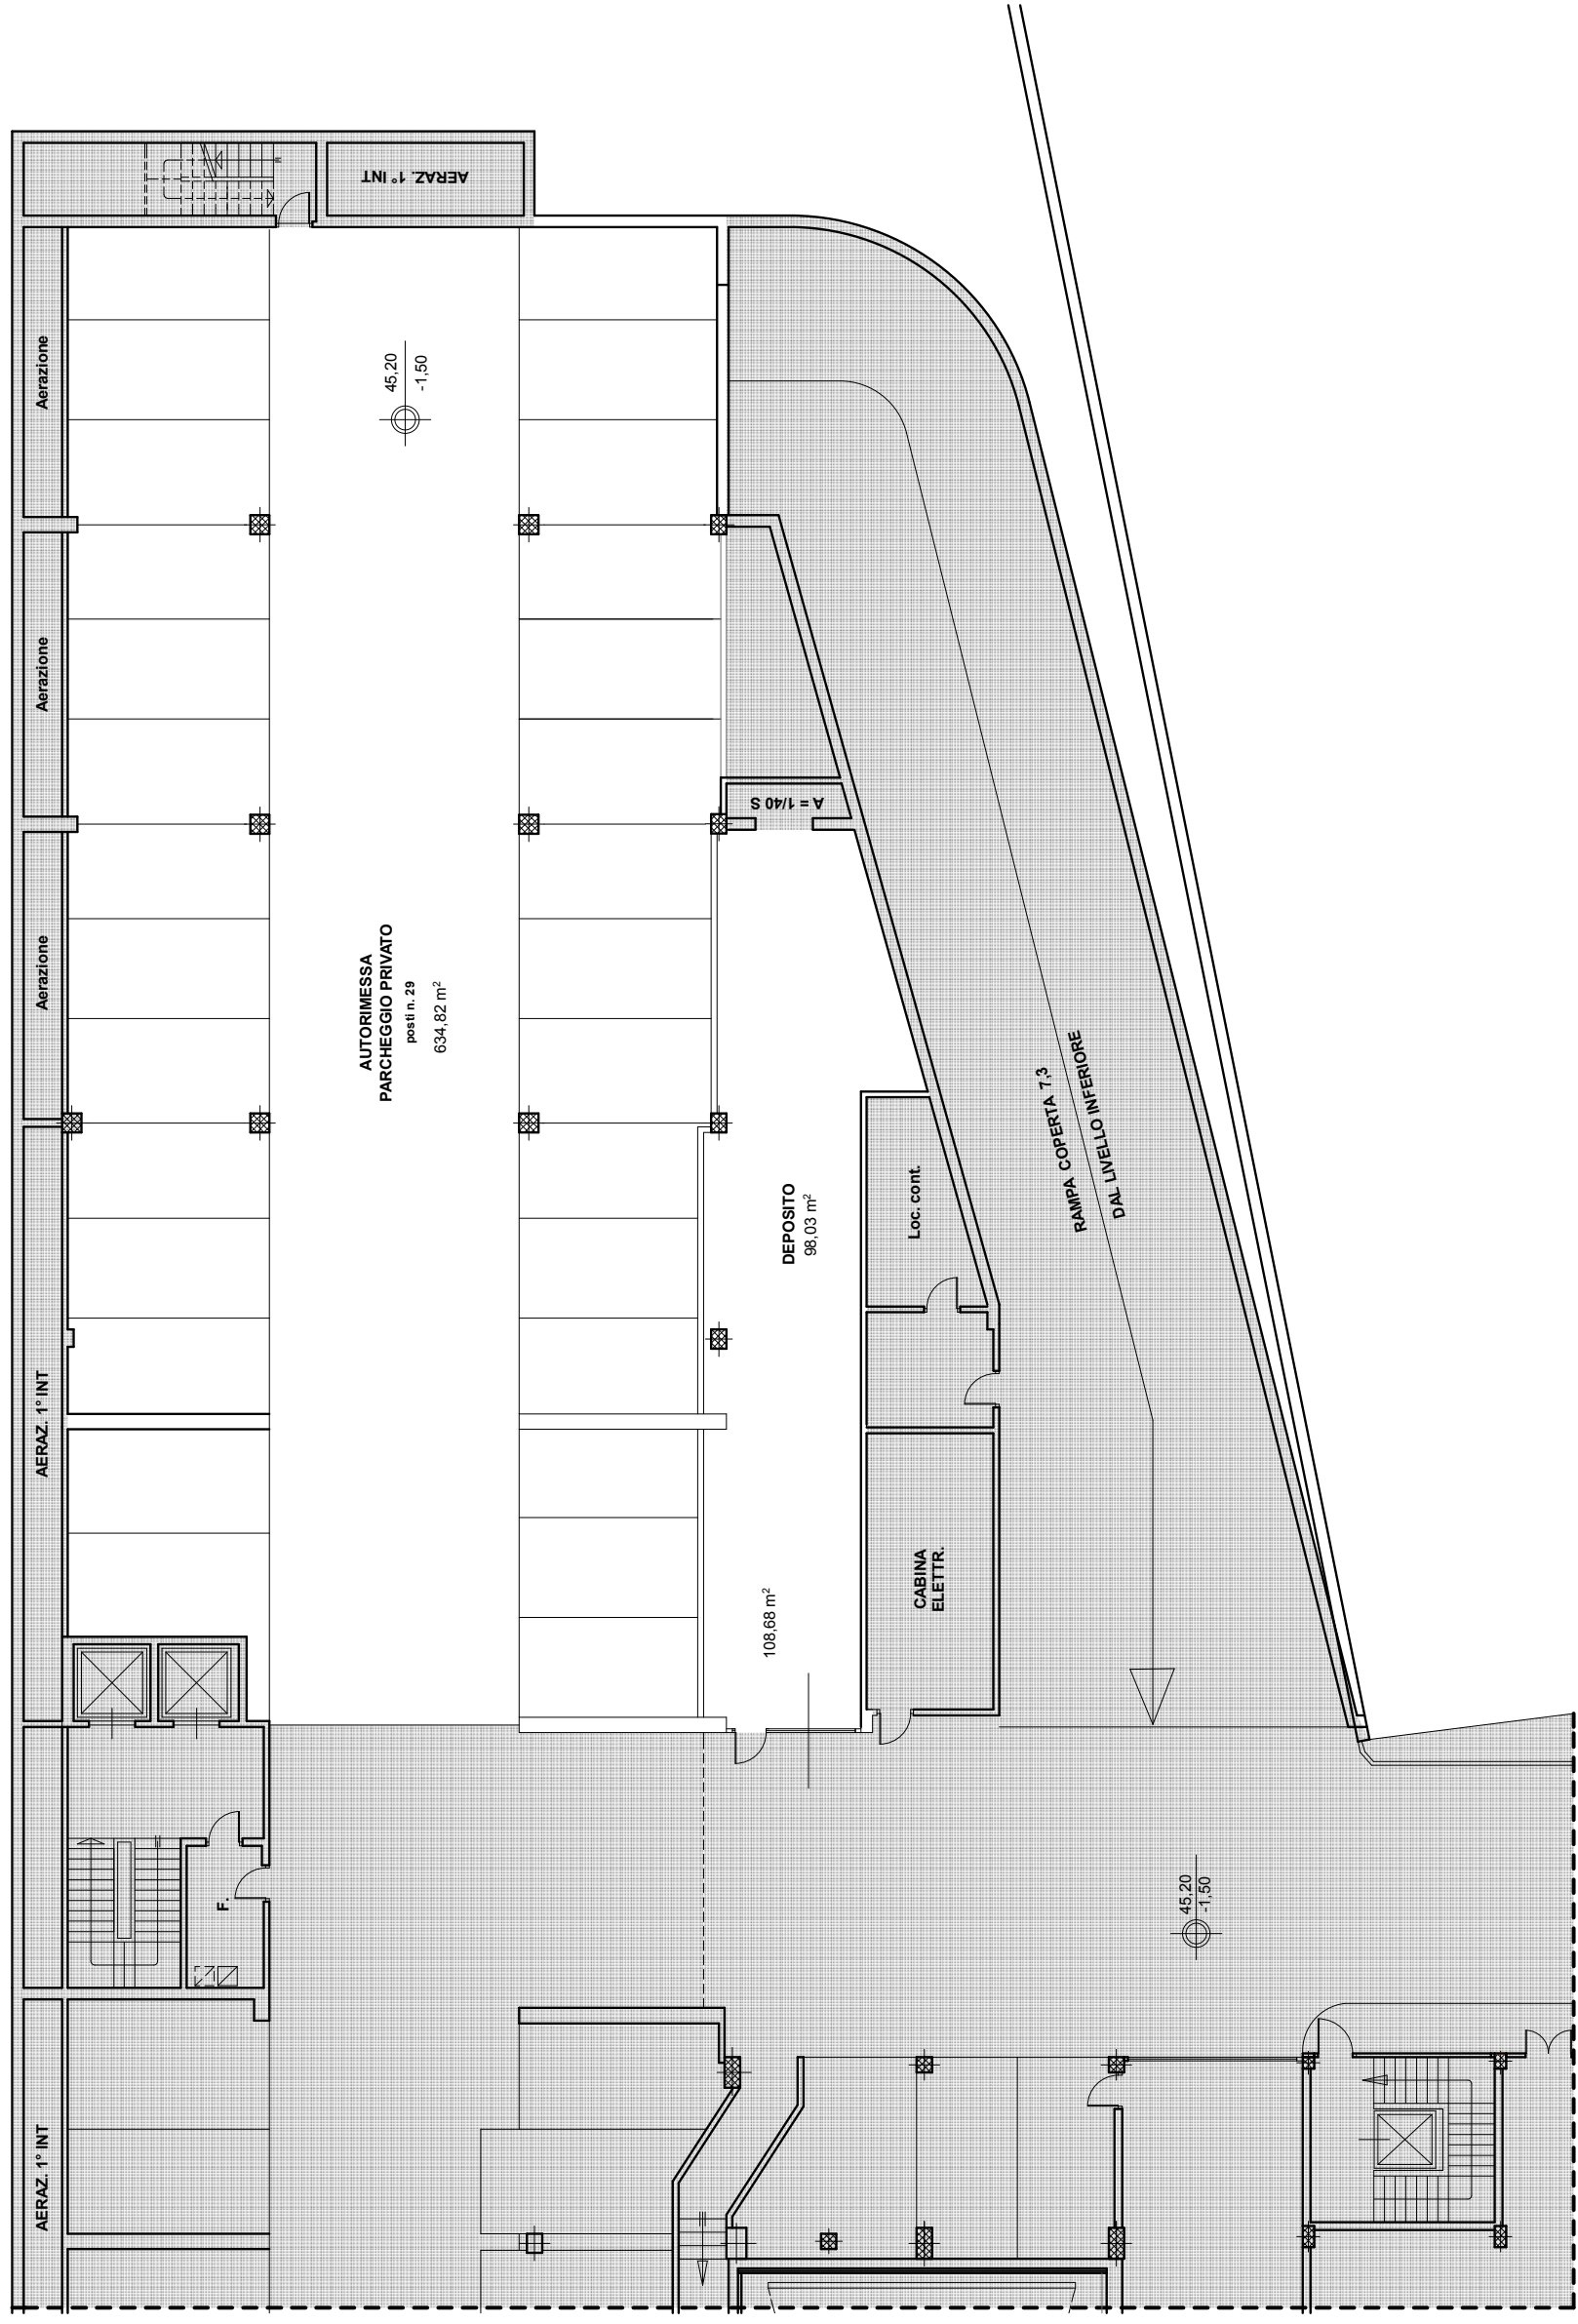 AERAZ. 1° INT
Aerazione
45,20
-1,50
Aerazione
A = 1/40 S
Aerazione
AUTORIMESSA
PARCHEGGIO PRIVATO
posti n. 29
634,82 m²
RAMPA COPERTA 7,3
DAL LIVELLO INFERIORE
Loc. cont.
DEPOSITO
98,03 m²
AERAZ. 1° INT
CABINA
ELETTR.
108,68 m²
F.
45,20
-1,50
AERAZ. 1° INT